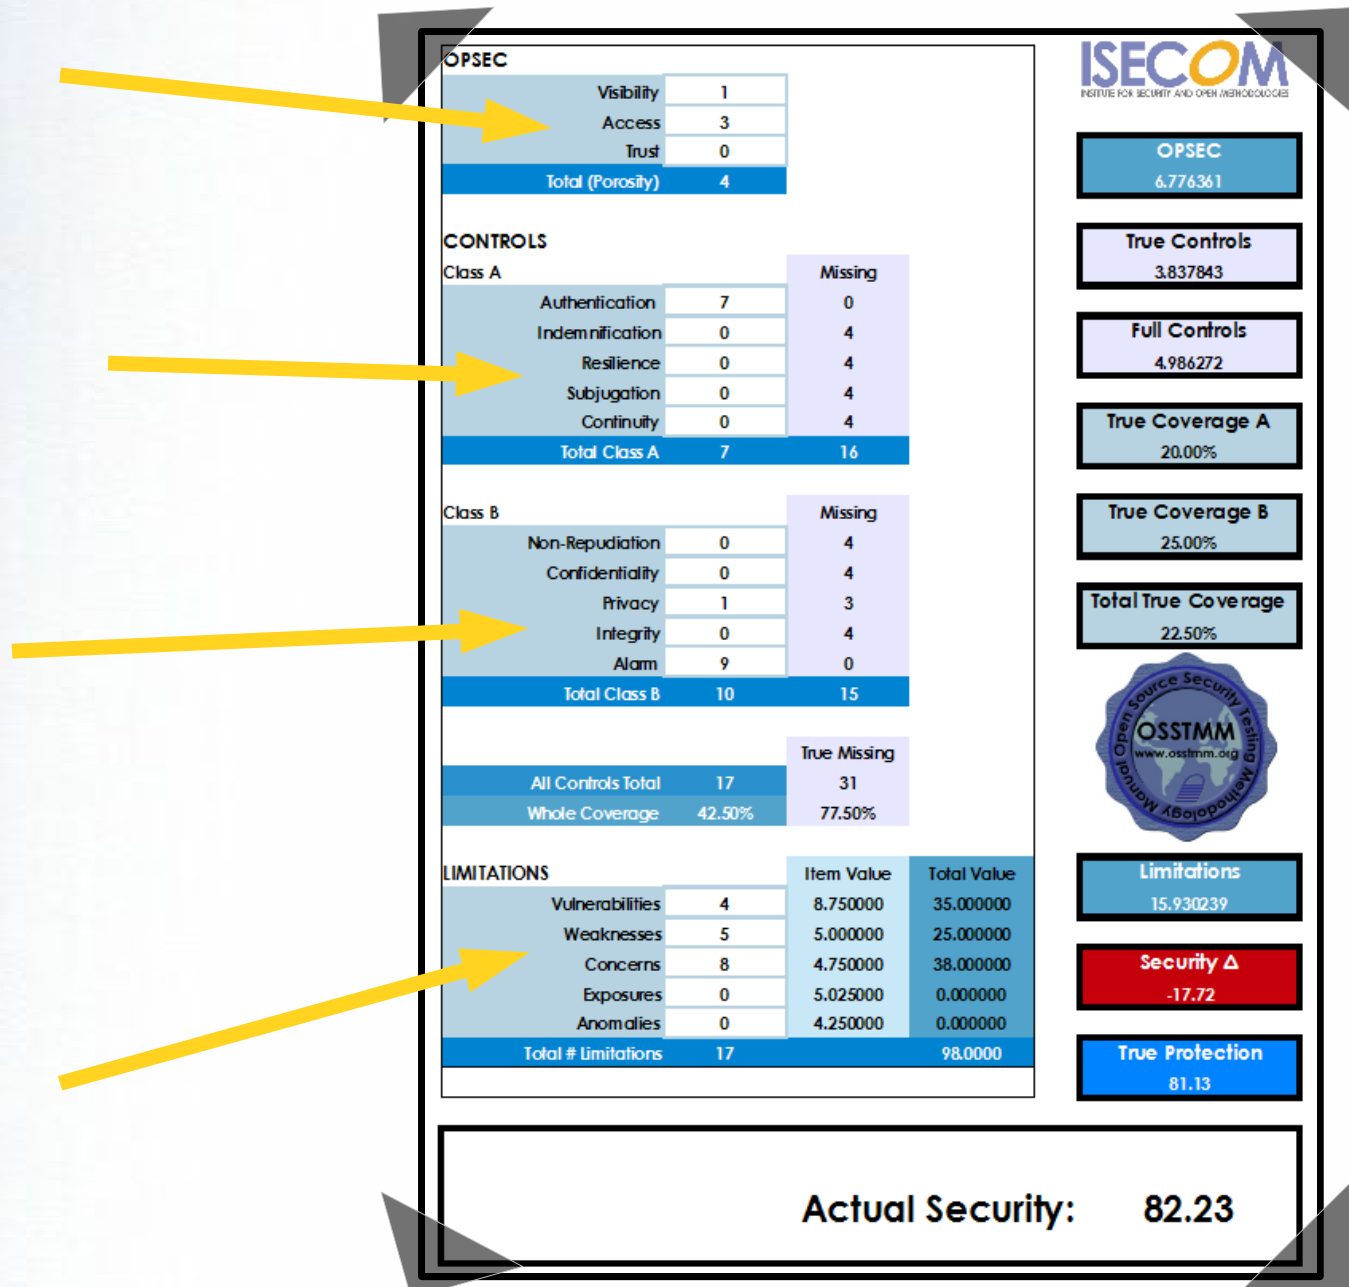 OPSEC
Visibility 1
Access 3
Trust 0
Total (Porosity) 4
CONTROLS
Class A Missing
Authentication 7 0
Indemnification 0 4
Resilience 0 4
Subjugation 0 4
Continuity 0 4
Total Class A 7 16
Class B Missing
Non-Repudiation 0 4
Confidentiality 0 4
Privacy 1 3
Integrity 0 4
Alarm 9 0
Total Class B 10 15
True Missing
All Controls Total 17 31
Whole Coverage 42.50% 77.50%
LIMITATIONS Item Value Total Value
Vulnerabilities 4 8.750000 35.000000
Weaknesses 5 5.000000 25.000000
Concerns 8 4.750000 38.000000
Exposures 0 5.025000 0.000000
Anomalies 0 4.250000 0.000000
Total # Limitations 17 98.0000
ISECOM
INSTITUTE FOR SECURITY AND OPEN METHODOLOGIES
OPSEC
6.776361
True Controls
3.837843
Full Controls
4.986272
True Coverage A
20.00%
True Coverage B
25.00%
Total True Coverage
22.50%
Open Source Security Testing Methodology Manual
OSSTMM
www.osstmm.org
Limitations
15.930239
Security Δ
-17.72
True Protection
81.13
Actual Security: 82.23